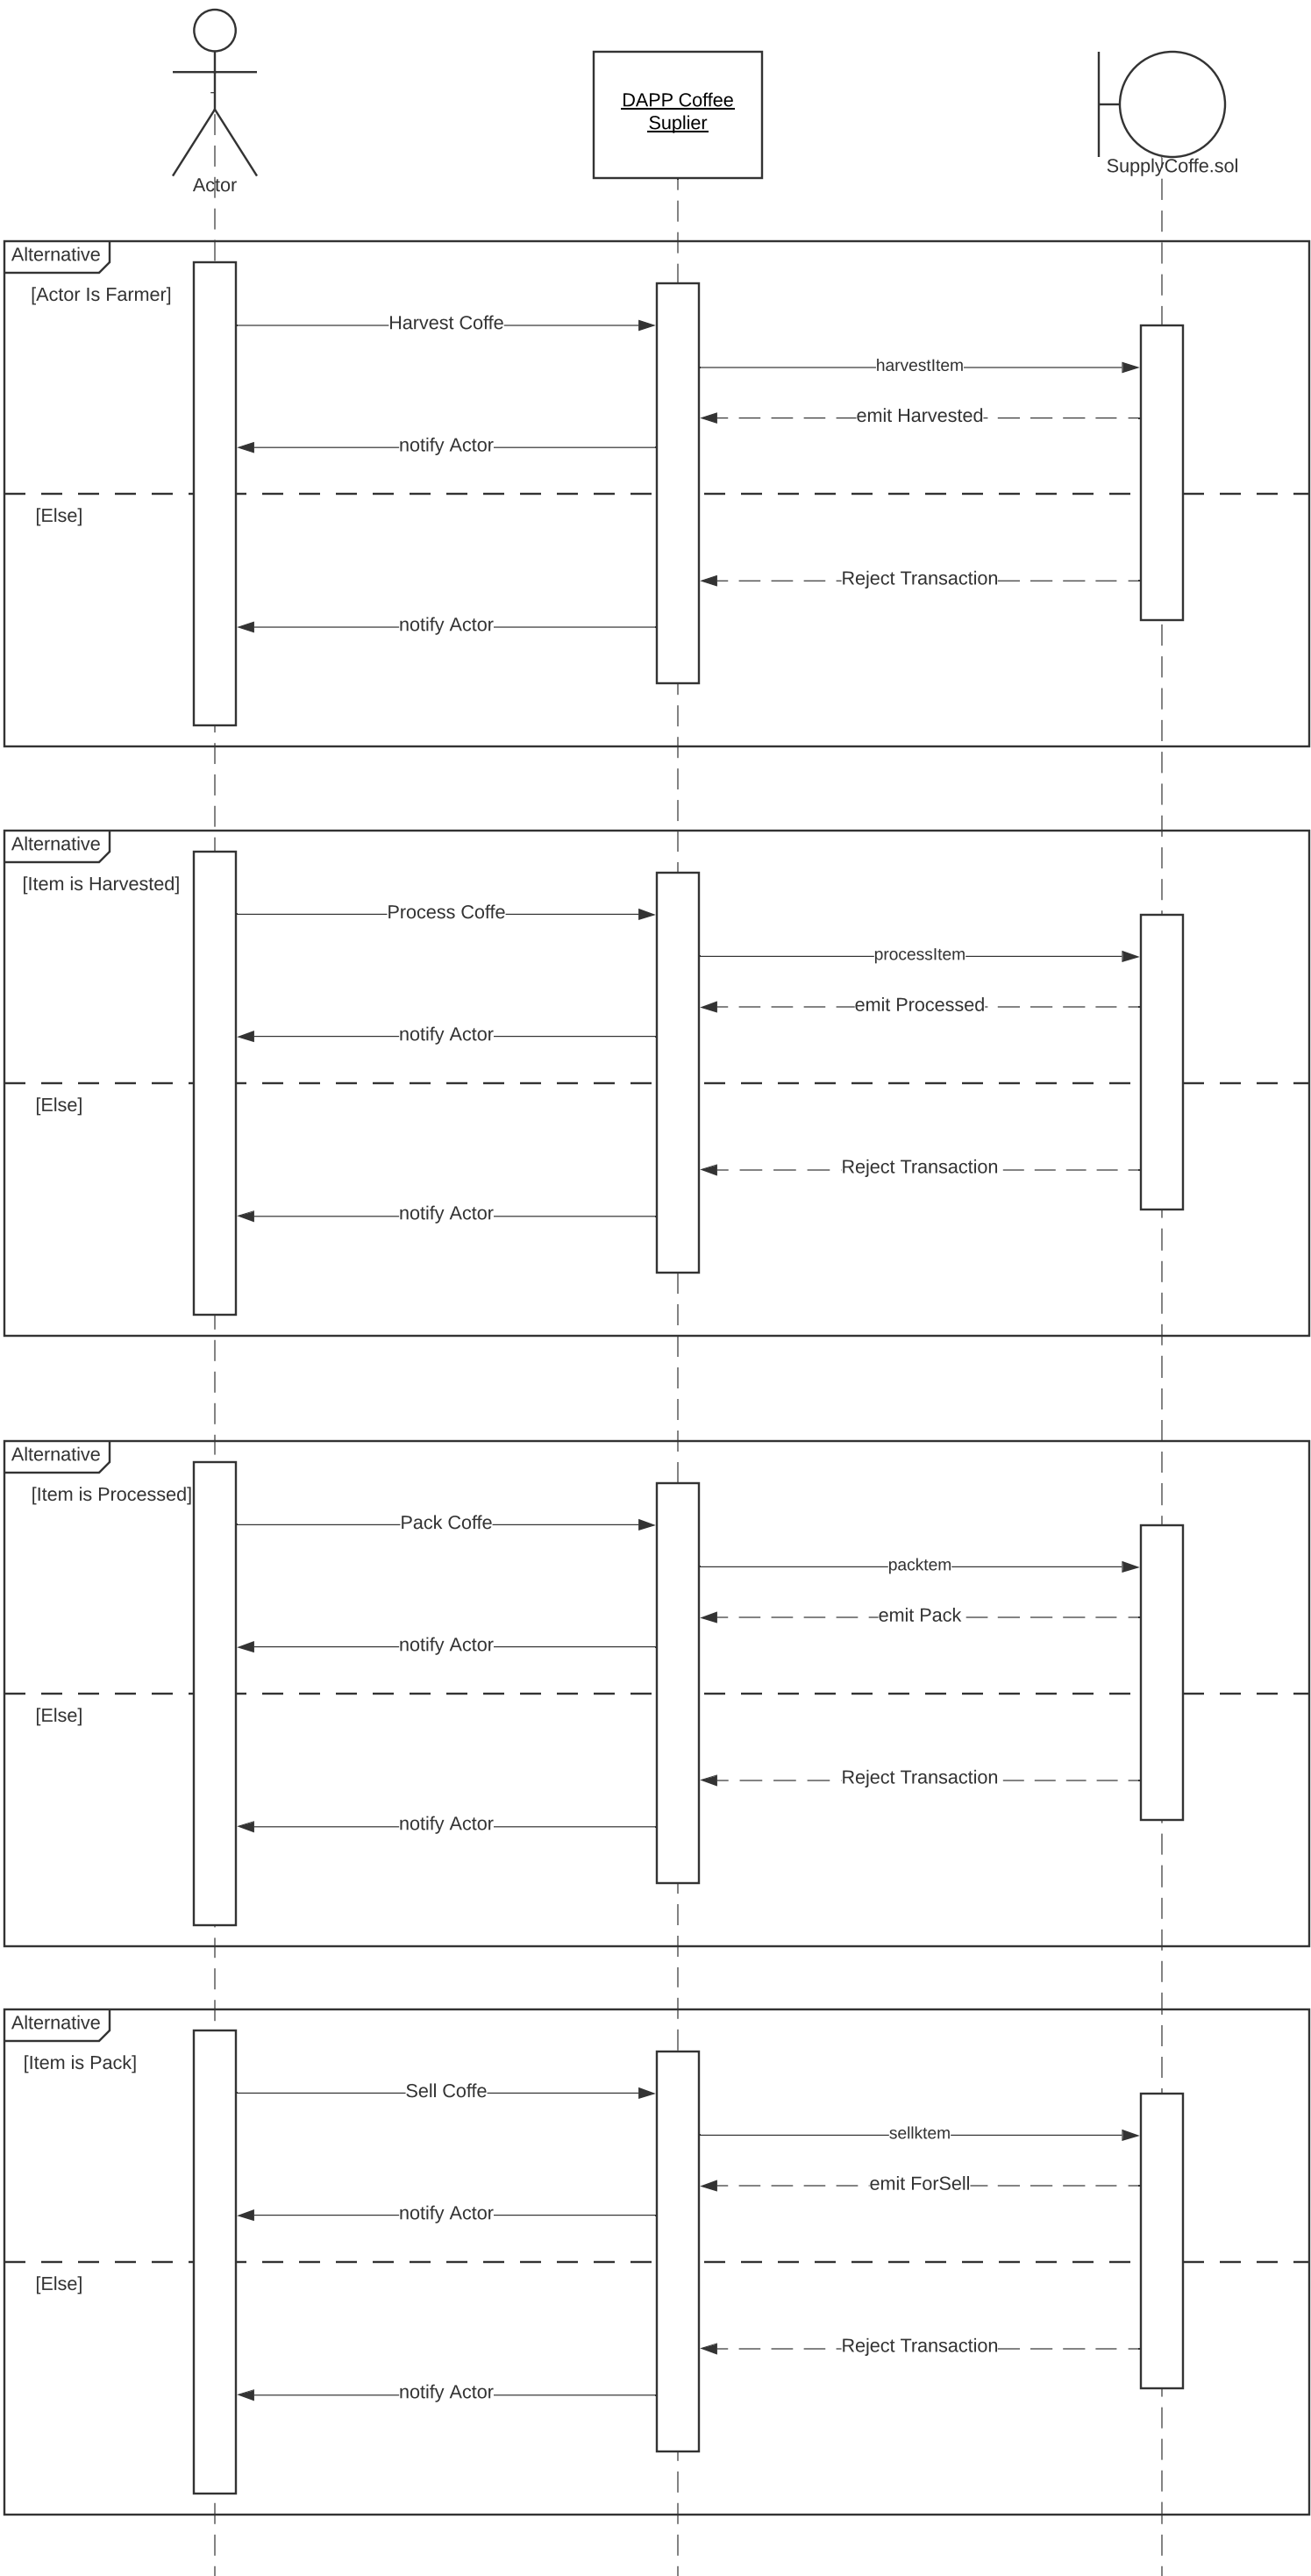 DAPP Coffee
Suplier
SupplyCoffe.sol
Actor
Alternative
[Actor Is Farmer]
Harvest Coffe
harvestItem
emit Harvested
notify Actor
[Else]
Reject Transaction
notify Actor
Alternative
[Item is Harvested]
Process Coffe
processItem
emit Processed
notify Actor
[Else]
Reject Transaction
notify Actor
Alternative
[Item is Processed]
Pack Coffe
packtem
emit Pack
notify Actor
[Else]
Reject Transaction
notify Actor
Alternative
[Item is Pack]
Sell Coffe
sellktem
emit ForSell
notify Actor
[Else]
Reject Transaction
notify Actor